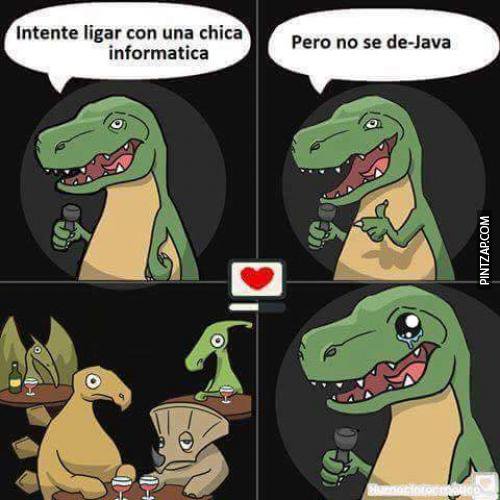 Intente ligar con una chica
informatica
Pero no se de-Java
PINTZAP.COM